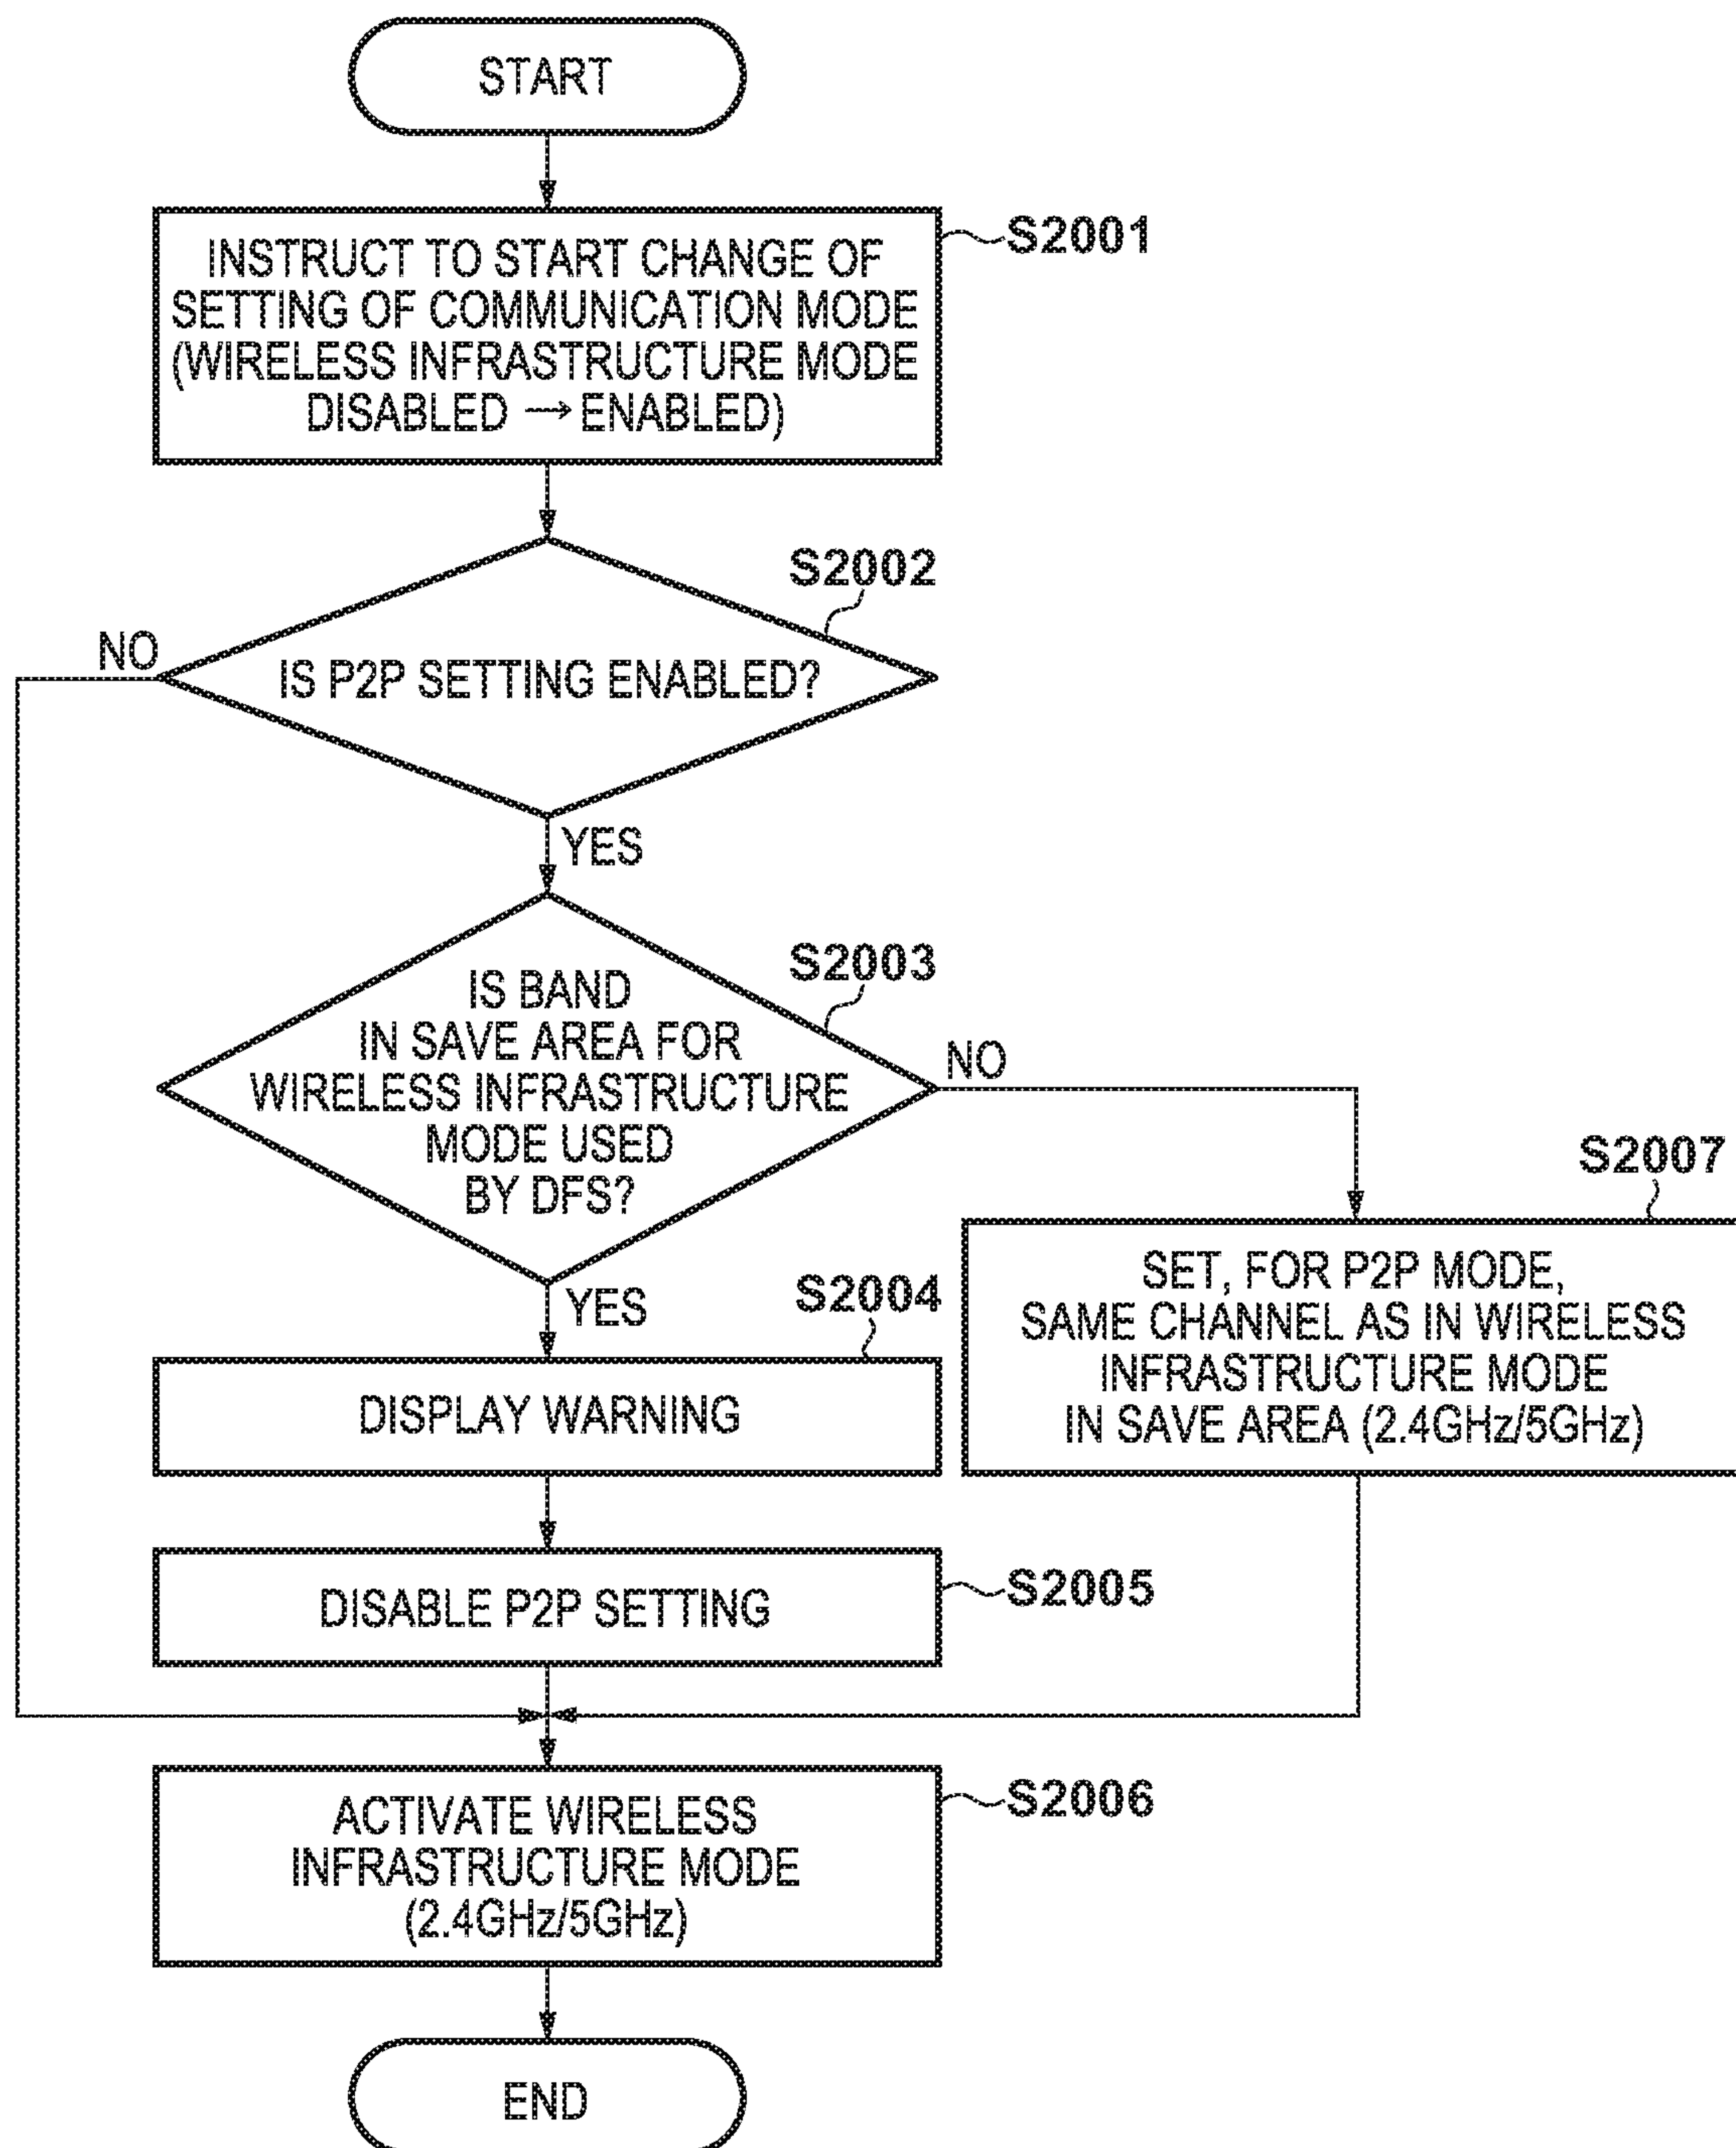 START
INSTRUCT TO START CHANGE OF
SETTING OF COMMUNICATION MODE
(WIRELESS INFRASTRUCTURE MODE
DISABLED → ENABLED)
S2001
S2002
NO
IS P2P SETTING ENABLED?
YES
S2003
IS BAND
IN SAVE AREA FOR
WIRELESS INFRASTRUCTURE
MODE USED
BY DFS?
NO
YES
S2004
DISPLAY WARNING
S2007
SET, FOR P2P MODE,
SAME CHANNEL AS IN WIRELESS
INFRASTRUCTURE MODE
IN SAVE AREA (2.4GHz/5GHz)
DISABLE P2P SETTING
S2005
ACTIVATE WIRELESS
INFRASTRUCTURE MODE
(2.4GHz/5GHz)
S2006
END